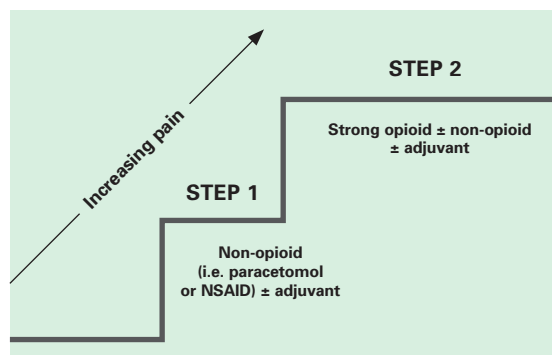 STEP 2
Strong opioid ± non-opioid
± adjuvant
Increasing pain
STEP 1
Non-opioid
(i.e. paracetomol
or NSAID) ± adjuvant